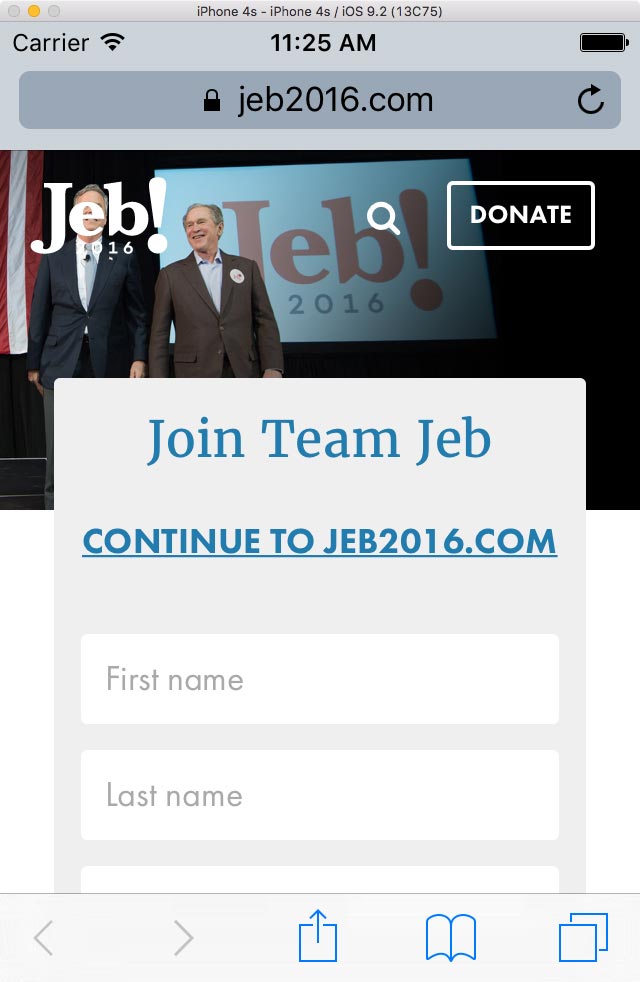 iPhone 4s - iPhone 4s / iOS 9.2 (13C75)
Carrier 11:25 AM
jeb2016.com
Jeb!
2016
DONATE
Jeb!
2016
Join Team Jeb
CONTINUE TO JEB2016.COM
First name
Last name